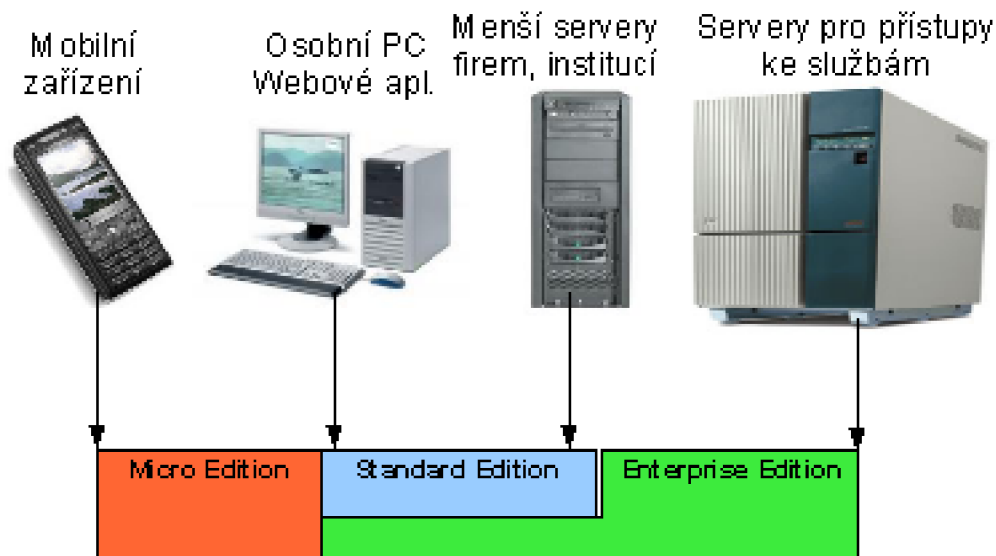 Mobilní
zařízení
Osobní PC
Webové apl.
Menší servery
firem, institucí
Servery pro přístupy
ke službám
Micro Edition
Standard Edition
Enterprise Edition